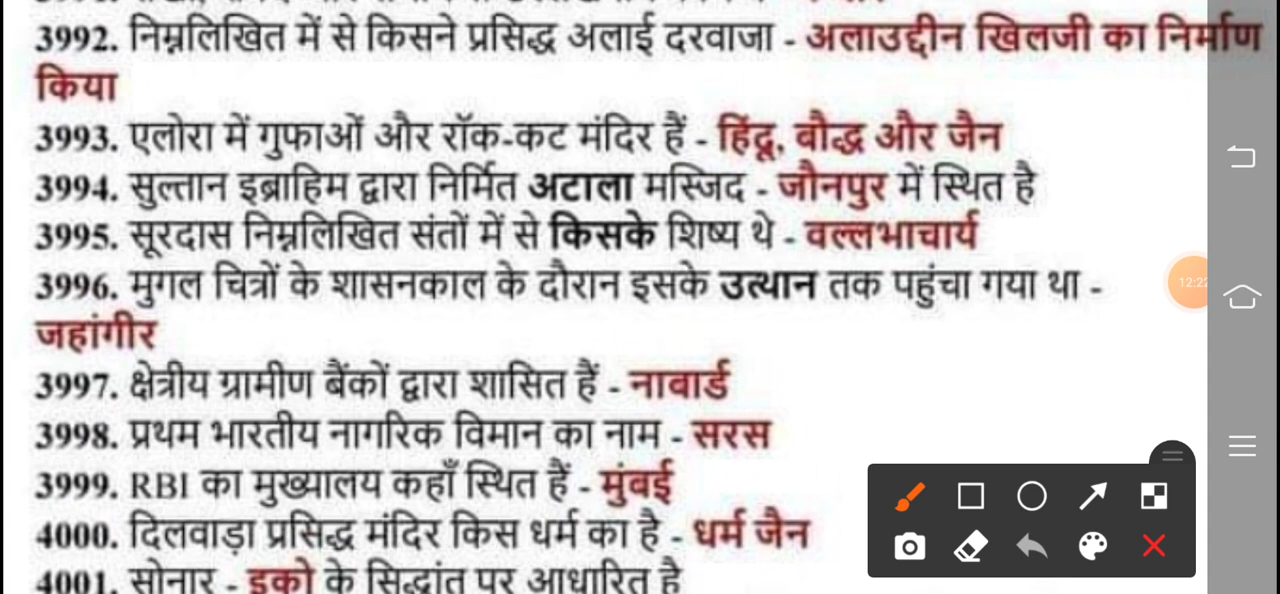 3992. निम्नलिखित में से किसने प्रसिद्ध अलाई दरवाजा - अलाउद्दीन खिलजी का निर्माण
किया
3993. एलोरा में गुफाओं और रॉक-कट मंदिर हैं - हिंदू, बौद्ध और जैन
3994. सुल्तान इब्राहिम द्वारा निर्मित अटाला मस्जिद - जौनपुर में स्थित है
3995. सूरदास निम्नलिखित संतों में से किसके शिष्य थे - वल्लभाचार्य
3996. मुगल चित्रों के शासनकाल के दौरान इसके उत्थान तक पहुंचा गया था -
जहांगीर
12:22
3997. क्षेत्रीय ग्रामीण बैंकों द्वारा शासित हैं - नावार्ड
3998. प्रथम भारतीय नागरिक विमान का नाम - सरस
3999. RBI का मुख्यालय कहाँ स्थित हैं - मुंबई
4000. दिलवाड़ा प्रसिद्ध मंदिर किस धर्म का है - धर्म जैन
4001. सोनार - इको के सिद्धांत पर आधारित है